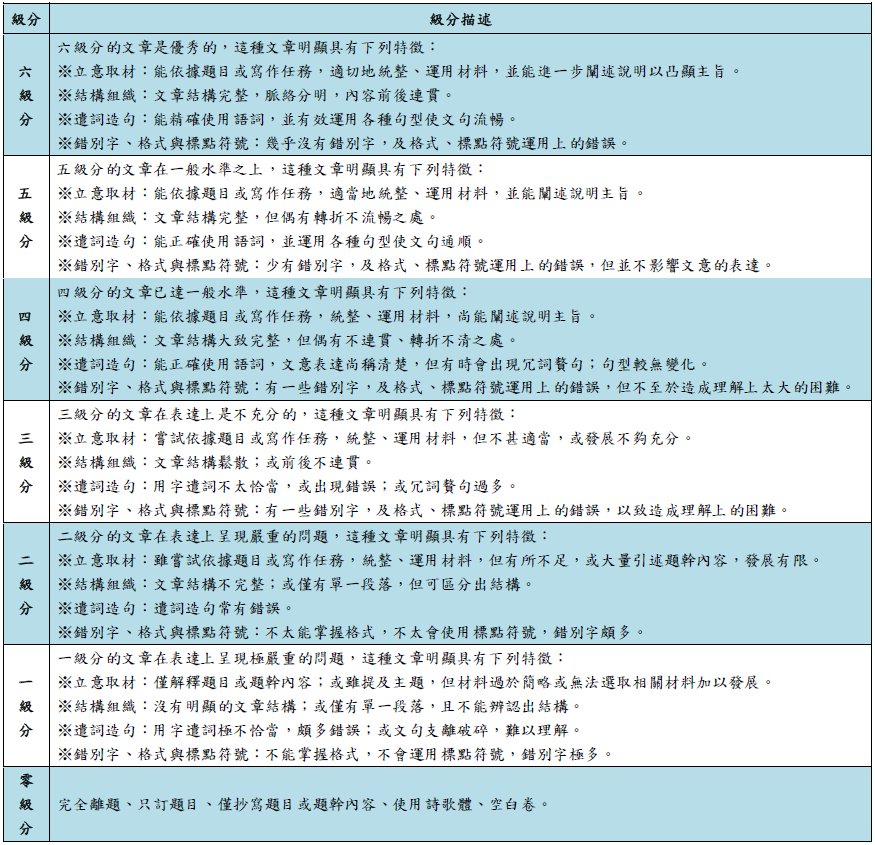 級分 級分描述
六級分的文章是優秀的，這種文章明顯具有下列特徵：
六 ※立意取材：能依據題目或寫作任務，適切地統整、運用材料，並能進一步闡述說明以凸顯主旨。
級 ※結構組織：文章結構完整，脈絡分明，內容前後連貫。
分 ※遣詞造句：能精確使用語詞，並有效運用各種句型使文句流暢。
※錯別字、格式與標點符號：幾乎沒有錯別字，及格式、標點符號運用上的錯誤。
五級分的文章在一般水準之上，這種文章明顯具有下列特徵：
五 ※立意取材：能依據題目或寫作任務，適當地統整、運用材料，並能闡述說明主旨。
級 ※結構組織：文章結構完整，但偶有轉折不流暢之處。
分 ※遣詞造句：能正確使用語詞，並運用各種句型使文句通順。
※錯別字、格式與標點符號：少有錯別字，及格式、標點符號運用上的錯誤，但並不影響文意的表達。
四級分的文章已達一般水準，這種文章明顯具有下列特徵：
四 ※立意取材：能依據題目或寫作任務，統整、運用材料，尚能闡述說明主旨。
級 ※結構組織：文章結構大致完整，但偶有不連貫、轉折不清之處。
分 ※遣詞造句：能正確使用語詞，文意表達尚稱清楚，但有時會出現冗詞贅句；句型較無變化。
※錯別字、格式與標點符號：有一些錯別字，及格式、標點符號運用上的錯誤，但不至於造成理解上太大的困難。
三級分的文章在表達上是不充分的，這種文章明顯具有下列特徵：
三 ※立意取材：嘗試依據題目或寫作任務，統整、運用材料，但不甚適當，或發展不夠充分。
級 ※結構組織：文章結構鬆散；或前後不連貫。
分 ※遣詞造句：用字遣詞不太恰當，或出現錯誤；或冗詞贅句過多。
※錯別字、格式與標點符號：有一些錯別字，及格式、標點符號運用上的錯誤，以致造成理解上的困難。
二級分的文章在表達上呈現嚴重的問題，這種文章明顯具有下列特徵：
二 ※立意取材：雖嘗試依據題目或寫作任務，統整、運用材料，但有所不足，或大量引述題幹內容，發展有限。
級 ※結構組織：文章結構不完整；或僅有單一段落，但可區分出結構。
分 ※遣詞造句：遣詞造句常有錯誤。
※錯別字、格式與標點符號：不太能掌握格式，不太會使用標點符號，錯別字頗多。
一級分的文章在表達上呈現極嚴重的問題，這種文章明顯具有下列特徵：
一 ※立意取材：僅解釋題目或題幹內容；或雖提及主題，但材料過於簡略或無法選取相關材料加以發展。
級 ※結構組織：沒有明顯的文章結構；或僅有單一段落，且不能辨認出結構。
分 ※遣詞造句：用字遣詞極不恰當，頗多錯誤；或文句支離破碎，難以理解。
※錯別字、格式與標點符號：不能掌握格式，不會運用標點符號，錯別字極多。
零
級 完全離題、只訂題目、僅抄寫題目或題幹內容、使用詩歌體、空白卷。
分